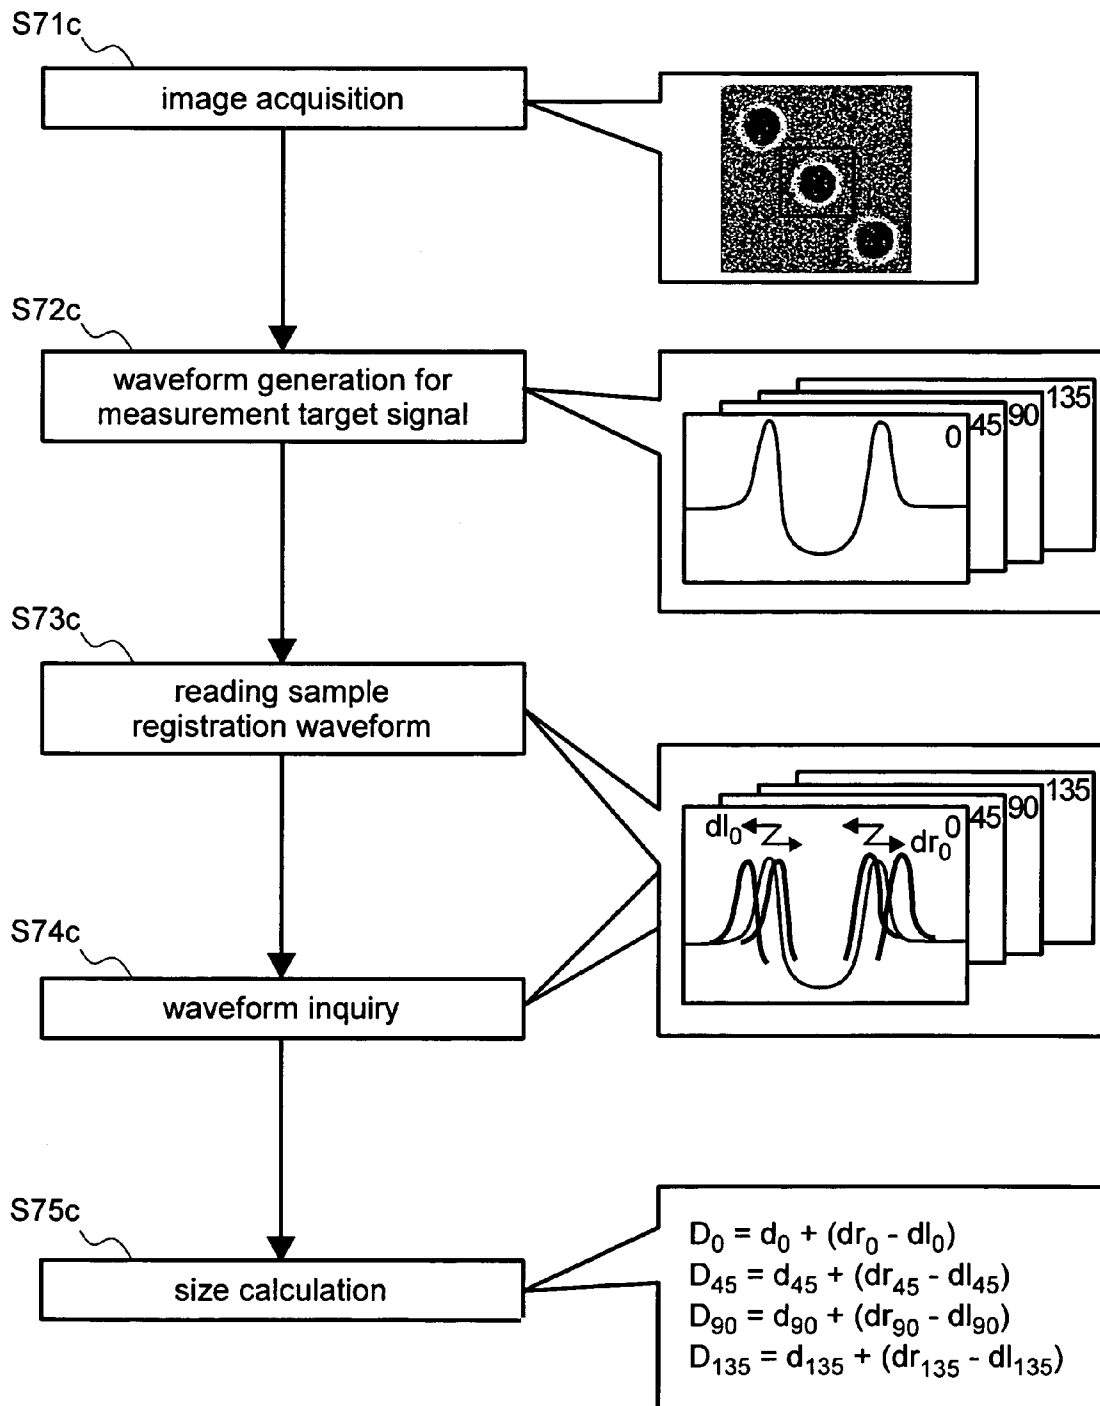 S71c
image acquisition
S72c
waveform generation for
measurement target signal
0 45 90 135
S73c
reading sample
registration waveform
dl0 dr0 0 45 90 135
S74c
waveform inquiry
S75c
size calculation
D0 = d0 + (dr0 - dl0)
D45 = d45 + (dr45 - dl45)
D90 = d90 + (dr90 - dl90)
D135 = d135 + (dr135 - dl135)